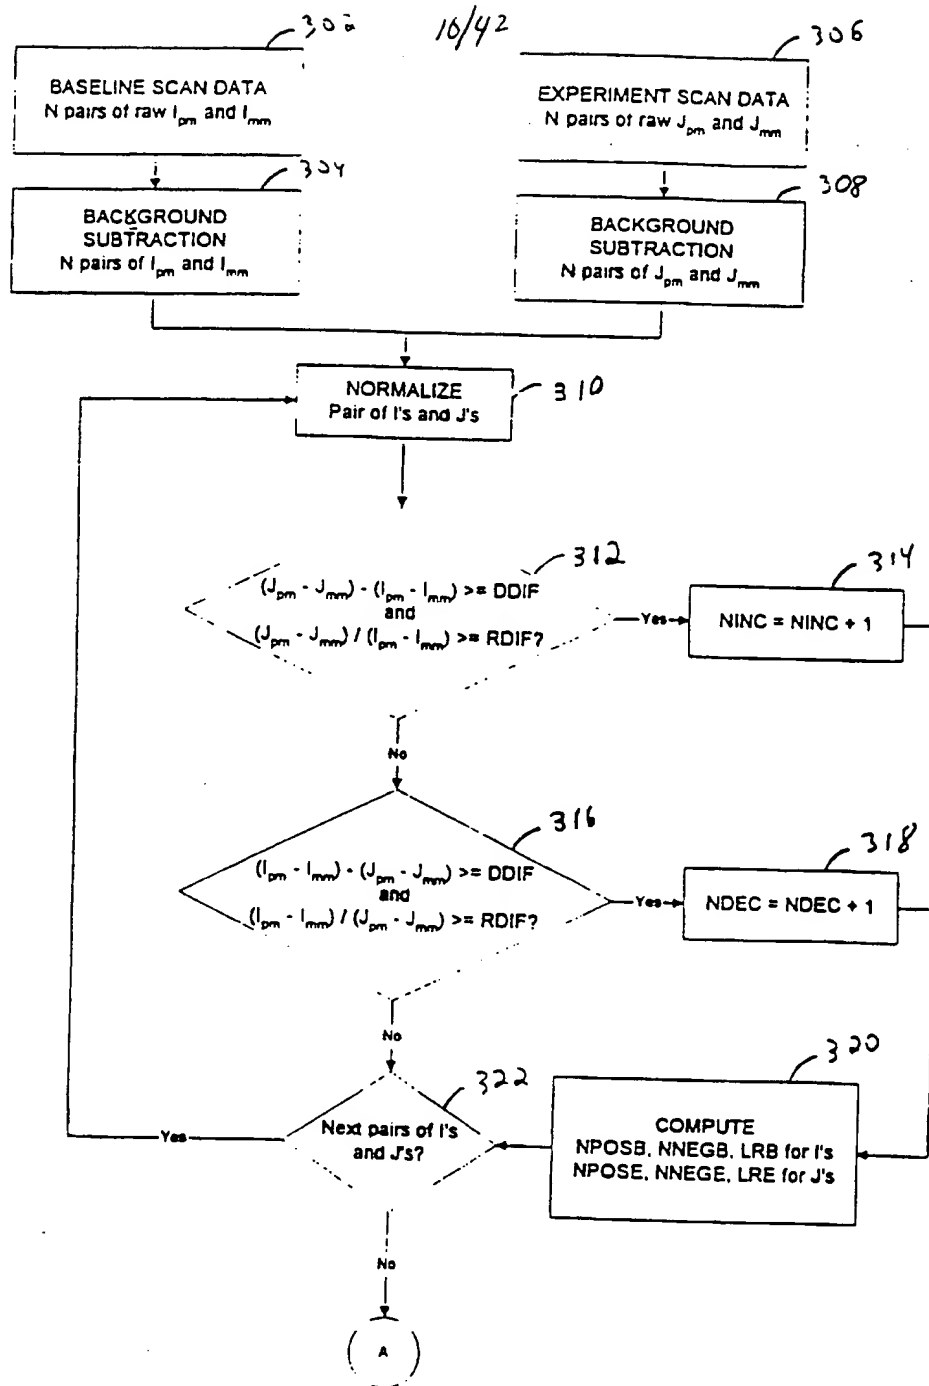 302
10/42
306
BASELINE SCAN DATA
N pairs of raw Ipm and Imm
EXPERIMENT SCAN DATA
N pairs of raw Jpm and Jmm
304
308
BACKGROUND
SUBTRACTION
N pairs of Ipm and Imm
BACKGROUND
SUBTRACTION
N pairs of Jpm and Jmm
NORMALIZE
Pair of I's and J's
310
312
(Jpm - Jmm) - (Ipm - Imm) >= DDIF
and
(Jpm - Jmm) / (Ipm - Imm) >= RDIF?
Yes
314
NINC = NINC + 1
No
316
(Ipm - Imm) - (Jpm - Jmm) >= DDIF
and
(Ipm - Imm) / (Jpm - Jmm) >= RDIF?
Yes
318
NDEC = NDEC + 1
No
320
322
Next pairs of I's
and J's?
Yes
COMPUTE
NPOSB, NNEGB, LRB for I's
NPOSE, NNEGE, LRE for J's
No
A